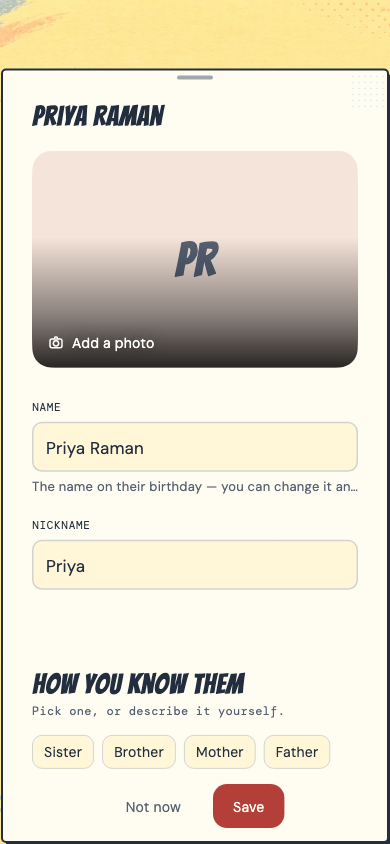 PRIYA RAMAN
PR
Add a photo
NAME
Priya Raman
The name on their birthday — you can change it an…
NICKNAME
Priya
HOW YOU KNOW THEM
Pick one, or describe it yourself.
Sister Brother Mother Father
Not now Save